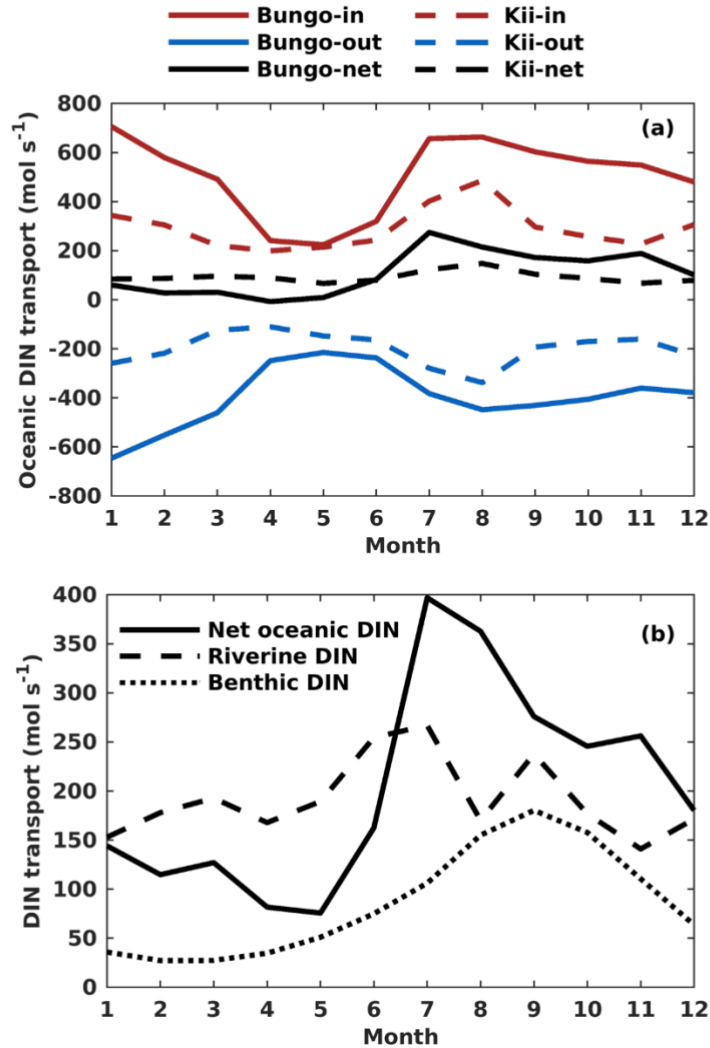 Bungo-in Kii-in
Bungo-out Kii-out
Bungo-net Kii-net
(a)
Oceanic DIN transport (mol s-1)
800
600
400
200
0
-200
-400
-600
-800
1 2 3 4 5 6 7 8 9 10 11 12
Month
(b)
Net oceanic DIN
Riverine DIN
Benthic DIN
DIN transport (mol s-1)
400
350
300
250
200
150
100
50
0
1 2 3 4 5 6 7 8 9 10 11 12
Month